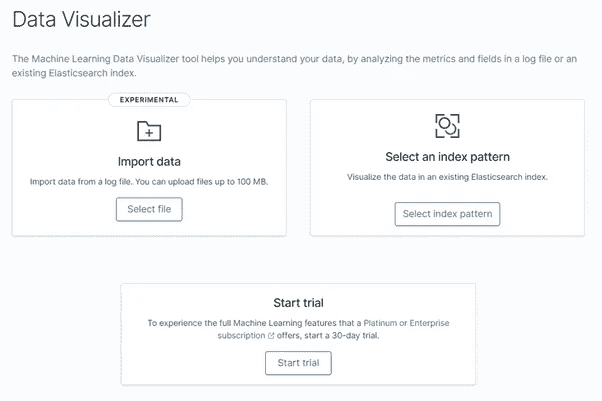 Data Visualizer
The Machine Learning Data Visualizer tool helps you understand your data, by analyzing the metrics and fields in a log file or an
existing Elasticsearch index.
EXPERIMENTAL
Import data
Import data from a log file. You can upload files up to 100 MB.
Select file
Select an index pattern
Visualize the data in an existing Elasticsearch index.
Select index pattern
Start trial
To experience the full Machine Learning features that a Platinum or Enterprise
subscription offers, start a 30-day trial.
Start trial